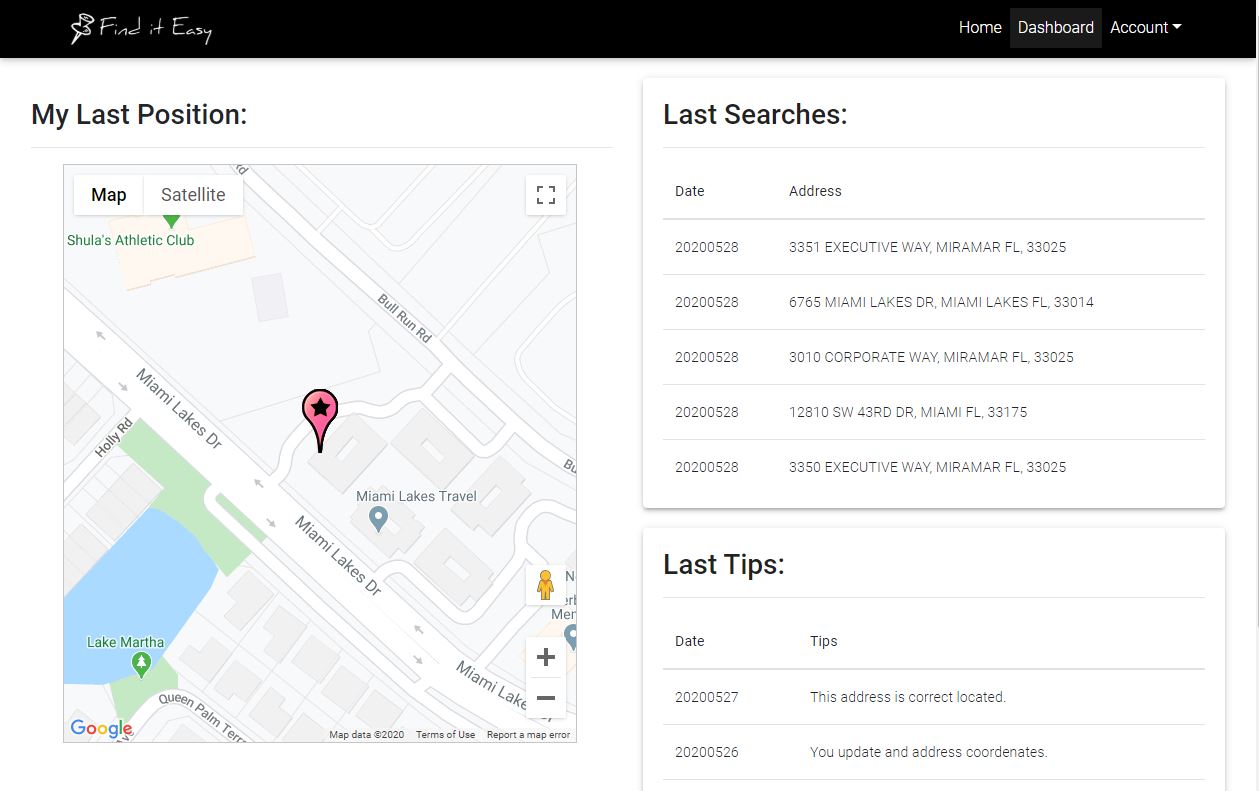 Find it Easy
Home Dashboard Account
My Last Position:
Map Satellite
Shula's Athletic Club
Bull Run Rd
Miami Lakes Dr
Holly Rd
Miami Lakes Travel
Miami Lakes Dr
Lake Martha
Miami Lakes
Queen Palm Terr
Google
Map data ©2020 Terms of Use Report a map error
Last Searches:
Date Address
20200528 3351 EXECUTIVE WAY, MIRAMAR FL, 33025
20200528 6765 MIAMI LAKES DR, MIAMI LAKES FL, 33014
20200528 3010 CORPORATE WAY, MIRAMAR FL, 33025
20200528 12810 SW 43RD DR, MIAMI FL, 33175
20200528 3350 EXECUTIVE WAY, MIRAMAR FL, 33025
Last Tips:
Date Tips
20200527 This address is correct located.
20200526 You update and address coordenates.